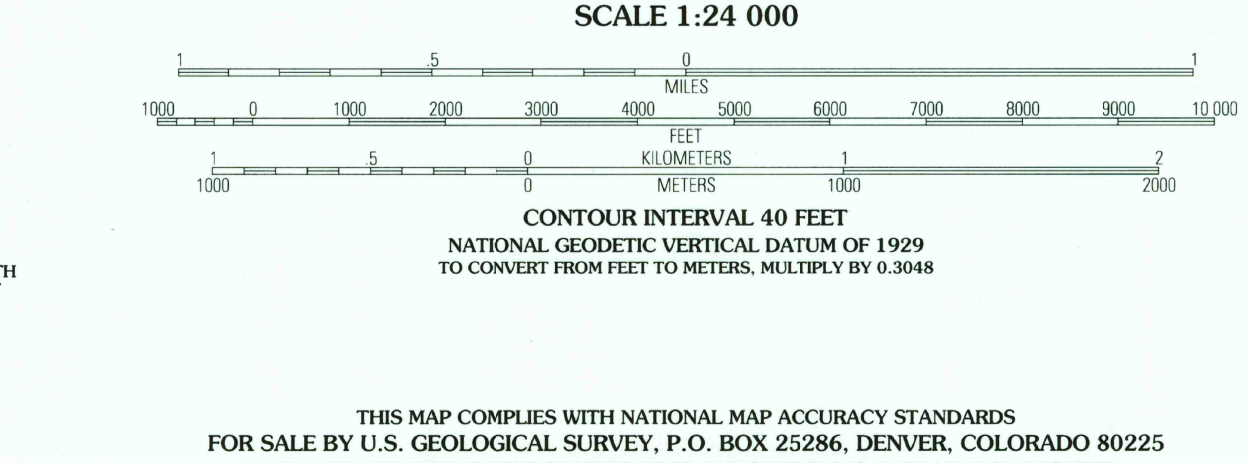 SCALE 1:24 000
1 .5 0 1
MILES
1000 0 1000 2000 3000 4000 5000 6000 7000 8000 9000 10 000
FEET
1 .5 0 KILOMETERS 1 2
1000 0 METERS 1000 2000
CONTOUR INTERVAL 40 FEET
NATIONAL GEODETIC VERTICAL DATUM OF 1929
TO CONVERT FROM FEET TO METERS, MULTIPLY BY 0.3048
TH
THIS MAP COMPLIES WITH NATIONAL MAP ACCURACY STANDARDS
FOR SALE BY U.S. GEOLOGICAL SURVEY, P.O. BOX 25286, DENVER, COLORADO 80225